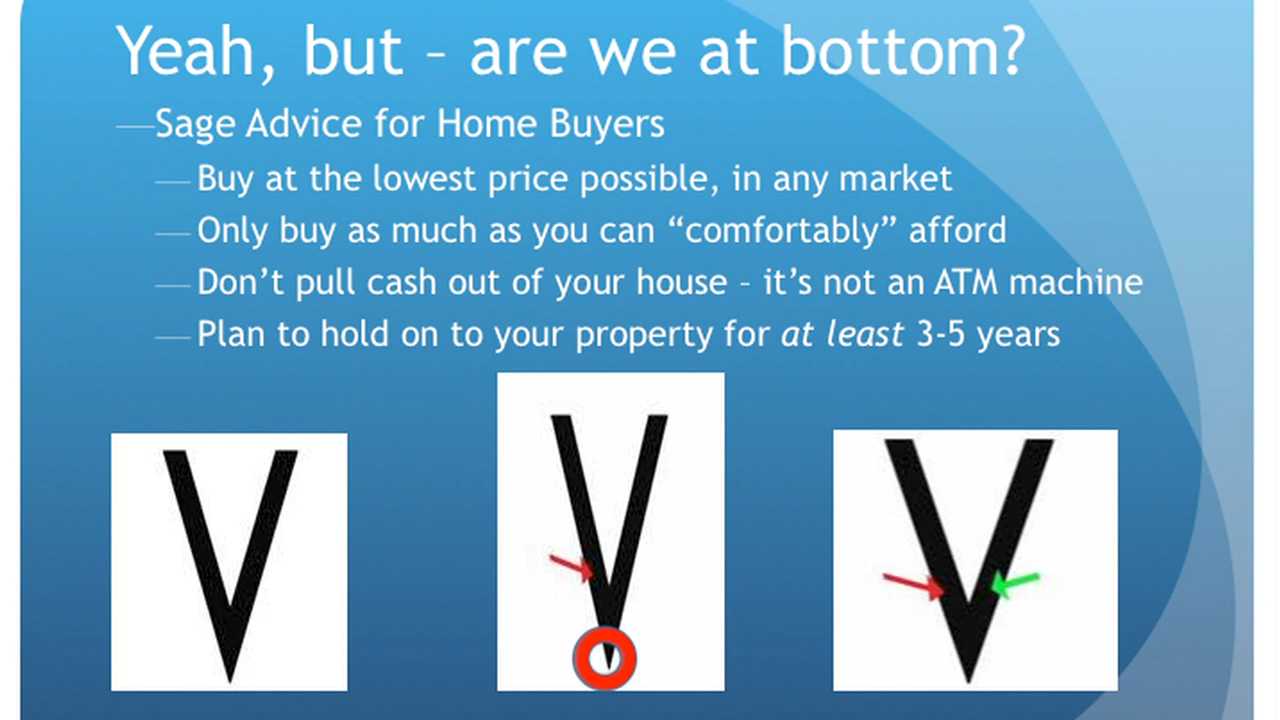 Yeah, but – are we at bottom?
—Sage Advice for Home Buyers
— Buy at the lowest price possible, in any market
— Only buy as much as you can “comfortably” afford
— Don’t pull cash out of your house – it’s not an ATM machine
— Plan to hold on to your property for at least 3-5 years
V V V